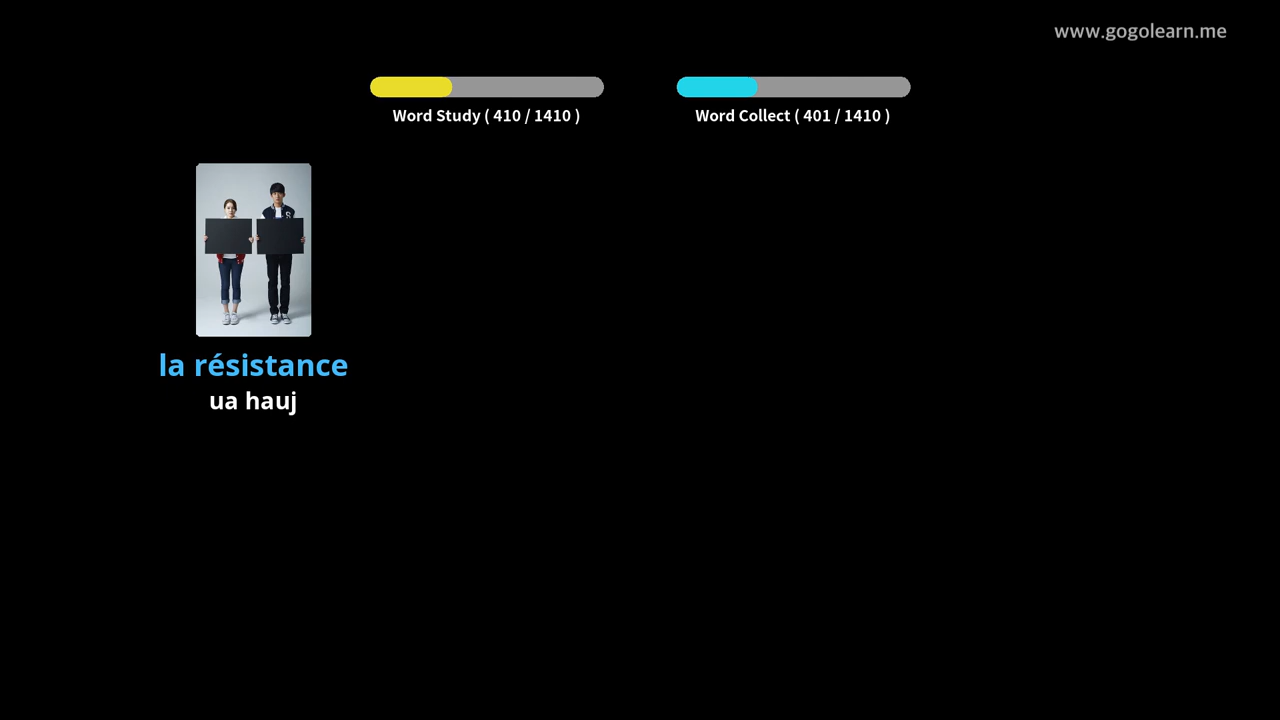 www.gogolearn.me
Word Study ( 410 / 1410 )
Word Collect ( 401 / 1410 )
S
la résistance
ua hauj